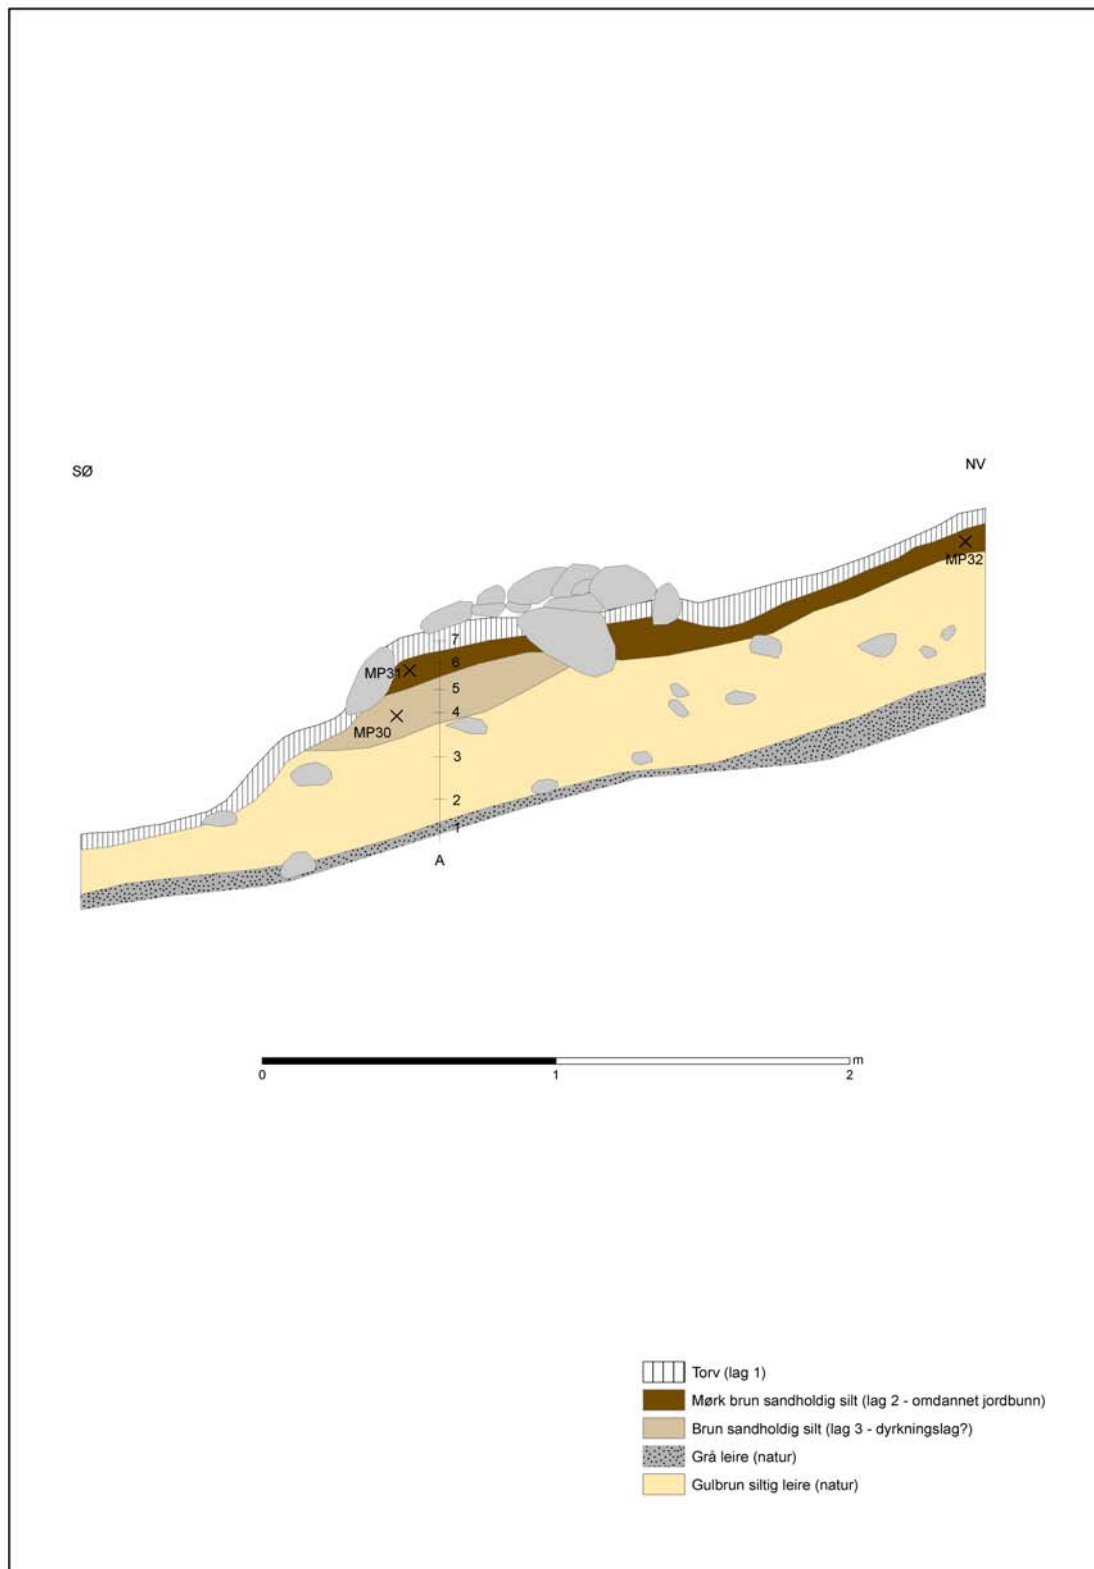 SØ
NV
MP32
7
6
MP31
5
4
MP30
3
2
1
A
m
0
1
2
Torv (lag 1)
Mørk brun sandholdig silt (lag 2 - omdannet jordbunn)
Brun sandholdig silt (lag 3 - dyrkningslag?)
Grå leire (natur)
Gulbrun siltig leire (natur)